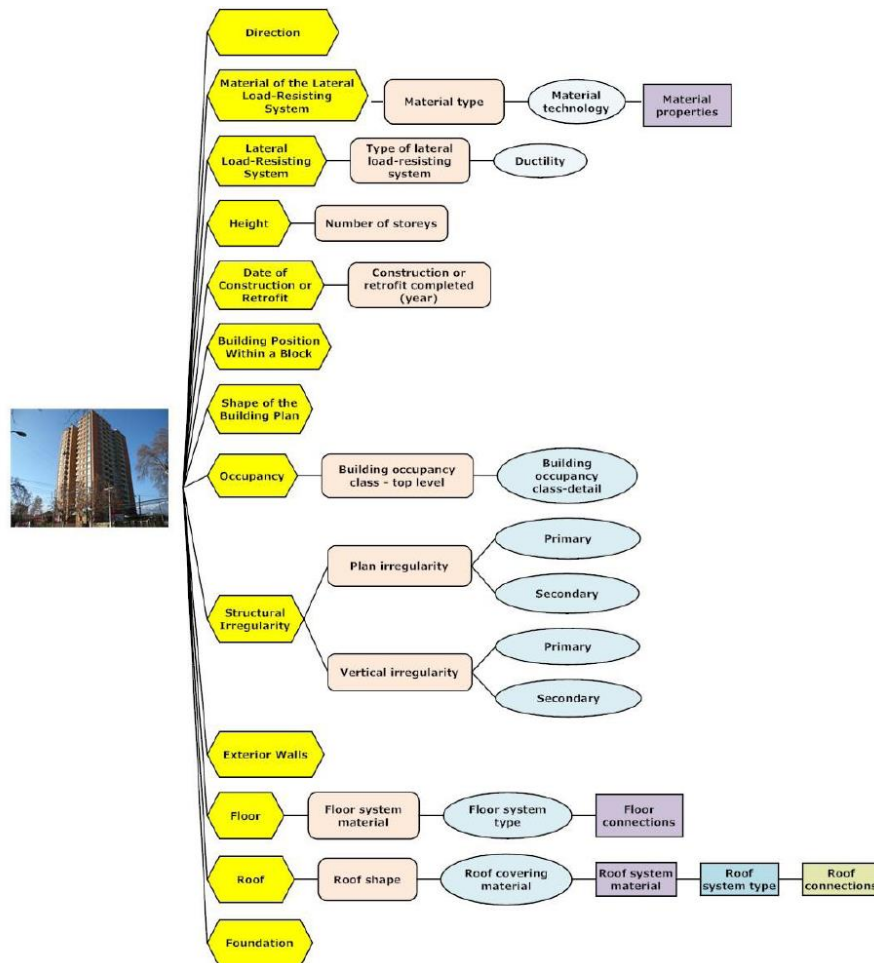 Direction
Material of the Lateral
Load-Resisting
System
Material type
Material
technology
Material
properties
Lateral
Load-Resisting
System
Type of lateral
load-resisting
system
Ductility
Height
Number of storeys
Date of
Construction or
Retrofit
Construction or
retrofit completed
(year)
Building Position
Within a Block
Shape of the
Building Plan
Occupancy
Building occupancy
class - top level
Building
occupancy
class-detail
Structural
Irregularity
Plan irregularity
Primary
Secondary
Vertical irregularity
Primary
Secondary
Exterior Walls
Floor
Floor system
material
Floor system
type
Floor
connections
Roof
Roof shape
Roof covering
material
Roof system
material
Roof
system type
Roof
connections
Foundation